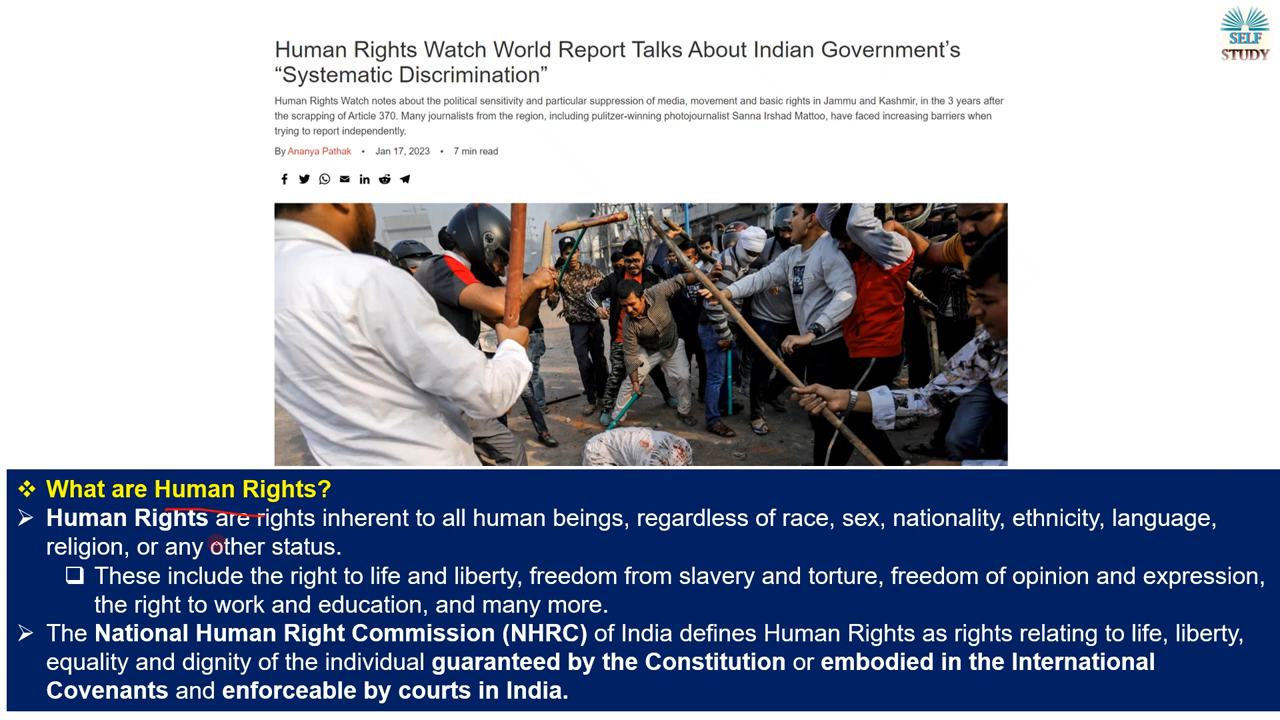 SELF
STUDY
Human Rights Watch World Report Talks About Indian Government’s
“Systematic Discrimination”
Human Rights Watch notes about the political sensitivity and particular suppression of media, movement and basic rights in Jammu and Kashmir, in the 3 years after
the scrapping of Article 370. Many journalists from the region, including pulitzer-winning photojournalist Sanna Irshad Mattoo, have faced increasing barriers when
trying to report independently.
By Ananya Pathak • Jan 17, 2023 • 7 min read
❖ What are Human Rights?
➢ Human Rights are rights inherent to all human beings, regardless of race, sex, nationality, ethnicity, language,
religion, or any other status.
❑ These include the right to life and liberty, freedom from slavery and torture, freedom of opinion and expression,
the right to work and education, and many more.
➢ The National Human Right Commission (NHRC) of India defines Human Rights as rights relating to life, liberty,
equality and dignity of the individual guaranteed by the Constitution or embodied in the International
Covenants and enforceable by courts in India.